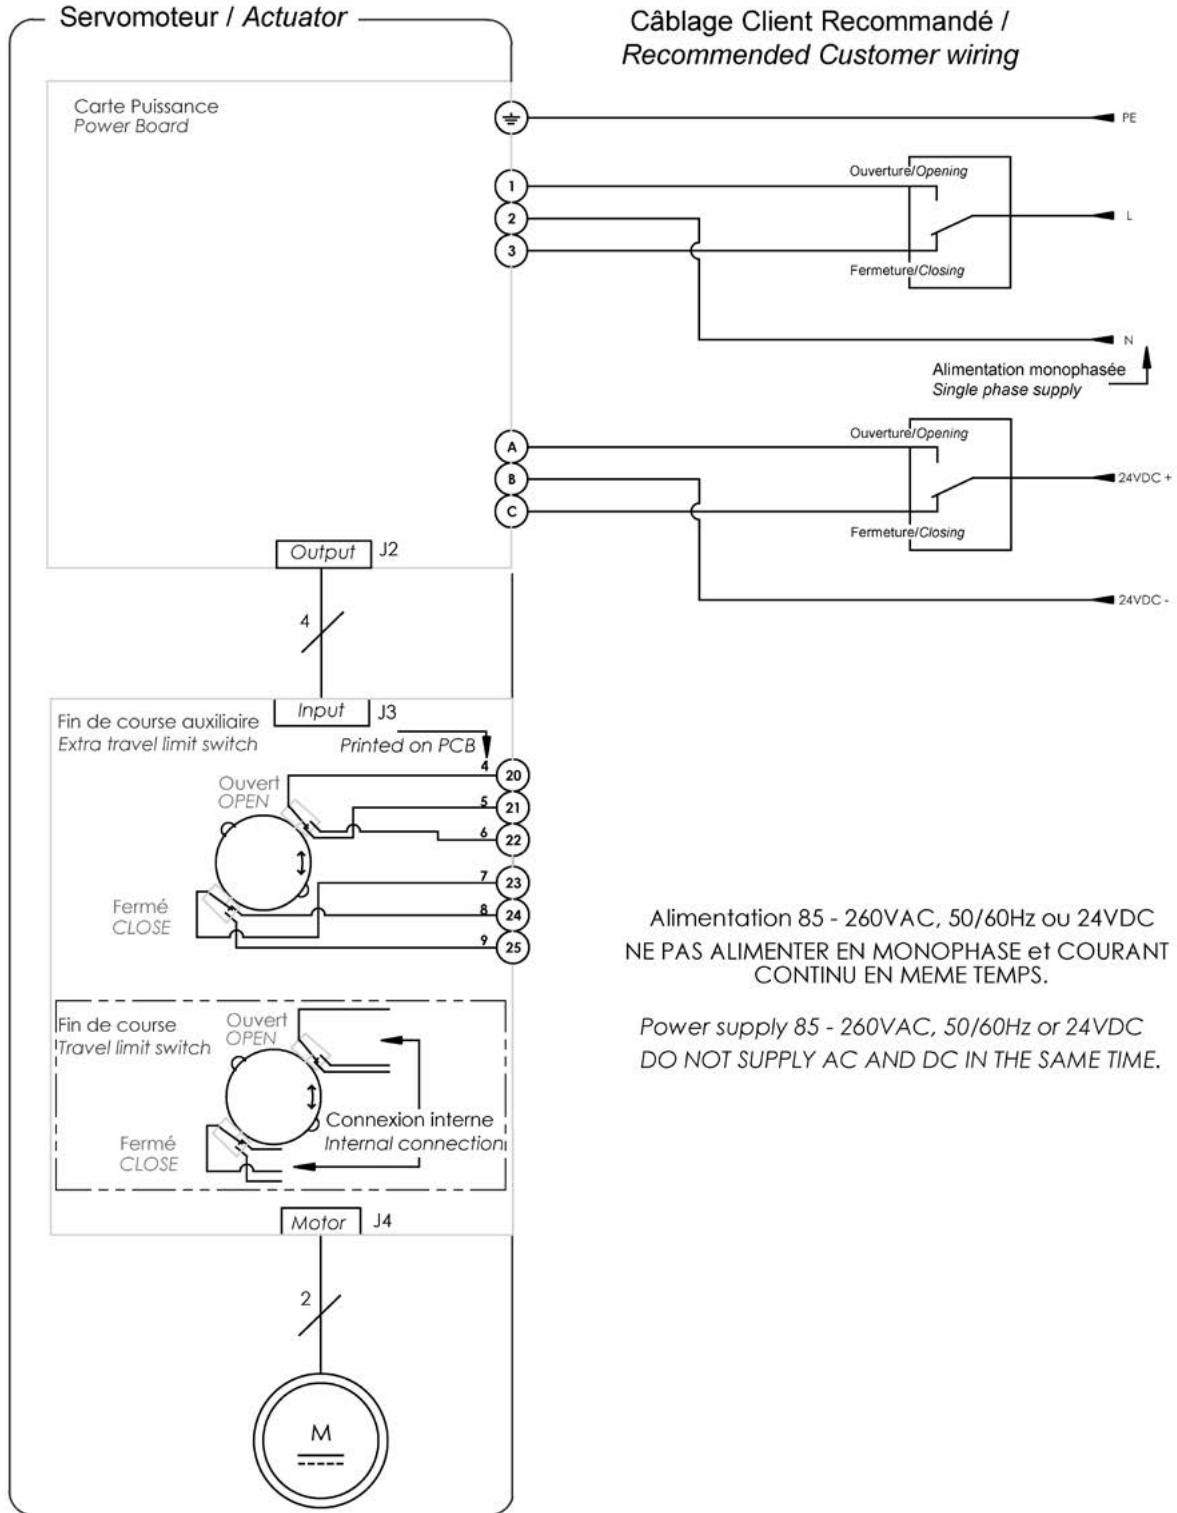 Servomoteur / Actuator
Câblage Client Recommandé /
Recommended Customer wiring
Carte Puissance
Power Board
PE
1
2
3
Ouverture/Opening
L
Fermeture/Closing
N
Alimentation monophasée
Single phase supply
A
B
C
Ouverture/Opening
24VDC +
Fermeture/Closing
24VDC -
Output J2
4
Input J3
Fin de course auxiliaire
Extra travel limit switch
Printed on PCB
Ouvert
OPEN
4 20
5 21
6 22
7 23
8 24
9 25
Fermé
CLOSE
Alimentation 85 - 260VAC, 50/60Hz ou 24VDC
NE PAS ALIMENTER EN MONOPHASE et COURANT
CONTINU EN MEME TEMPS.
Power supply 85 - 260VAC, 50/60Hz or 24VDC
DO NOT SUPPLY AC AND DC IN THE SAME TIME.
Fin de course
Travel limit switch
Ouvert
OPEN
Connexion interne
Internal connection
Fermé
CLOSE
Motor J4
2
M